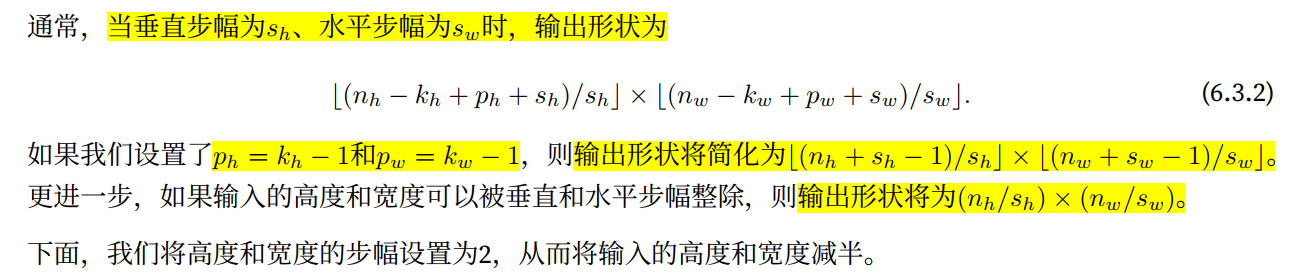 通常，当垂直步幅为$s_h$、水平步幅为$s_w$时，输出形状为
$\lfloor(n_h - k_h + p_h + s_h)/s_h\rfloor \times \lfloor(n_w - k_w + p_w + s_w)/s_w\rfloor.$ (6.3.2)
如果我们设置了$p_h = k_h - 1$和$p_w = k_w - 1$，则输出形状将简化为$\lfloor(n_h + s_h - 1)/s_h\rfloor \times \lfloor(n_w + s_w - 1)/s_w\rfloor$。
更进一步，如果输入的高度和宽度可以被垂直和水平步幅整除，则输出形状将为$(n_h/s_h) \times (n_w/s_w)$。
下面，我们将高度和宽度的步幅设置为2，从而将输入的高度和宽度减半。